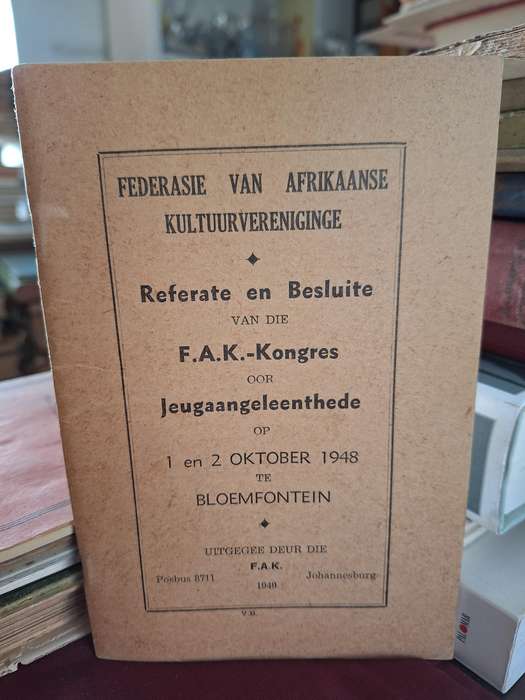 FEDERASIE VAN AFRIKAANSE
KULTUURVERENIGINGE
Referate en Besluite
VAN DIE
F.A.K.-Kongres
OOR
Jeugaangeleenthede
OP
1 en 2 OKTOBER 1948
TE
BLOEMFONTEIN
UITGEGEE DEUR DIE
F.A.K.
Posbus 8711 1949 Johannesburg
V.B.